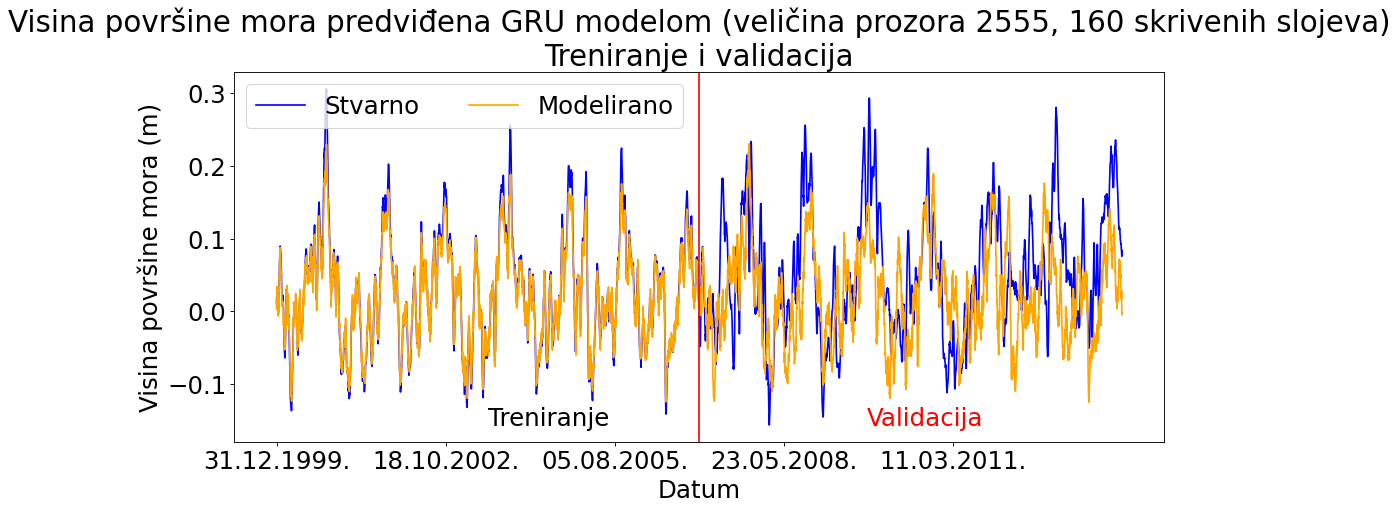 Visina površine mora predviđena GRU modelom (veličina prozora 2555, 160 skrivenih slojeva)
Treniranje i validacija
Stvarno
Modelirano
Visina površine mora (m)
0.3
0.2
0.1
0.0
−0.1
Treniranje
Validacija
31.12.1999.
18.10.2002.
05.08.2005.
23.05.2008.
11.03.2011.
Datum